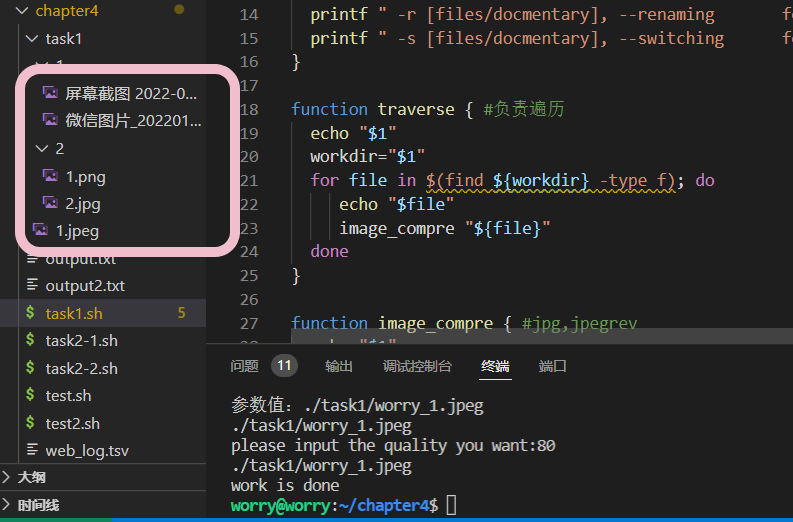 chapter4
task1
1
屏幕截图 2022-0...
微信图片_202201...
2
1.png
2.jpg
1.jpeg
output.txt
output2.txt
task1.sh 5
task2-1.sh
task2-2.sh
test.sh
test2.sh
web_log.tsv
大纲
时间线
14 printf " -r [files/docmentary], --renaming
15 printf " -s [files/docmentary], --switching
16 }
17
18 function traverse { #负责遍历
19 echo "$1"
20 workdir="$1"
21 for file in $(find ${workdir} -type f); do
22 echo "$file"
23 image_compre "${file}"
24 done
25 }
26
27 function image_compre { #jpg,jpegrev
问题 11 输出 调试控制台 终端 端口
参数值: ./task1/worry_1.jpeg
./task1/worry_1.jpeg
please input the quality you want:80
./task1/worry_1.jpeg
work is done
worry@worry:~/chapter4$